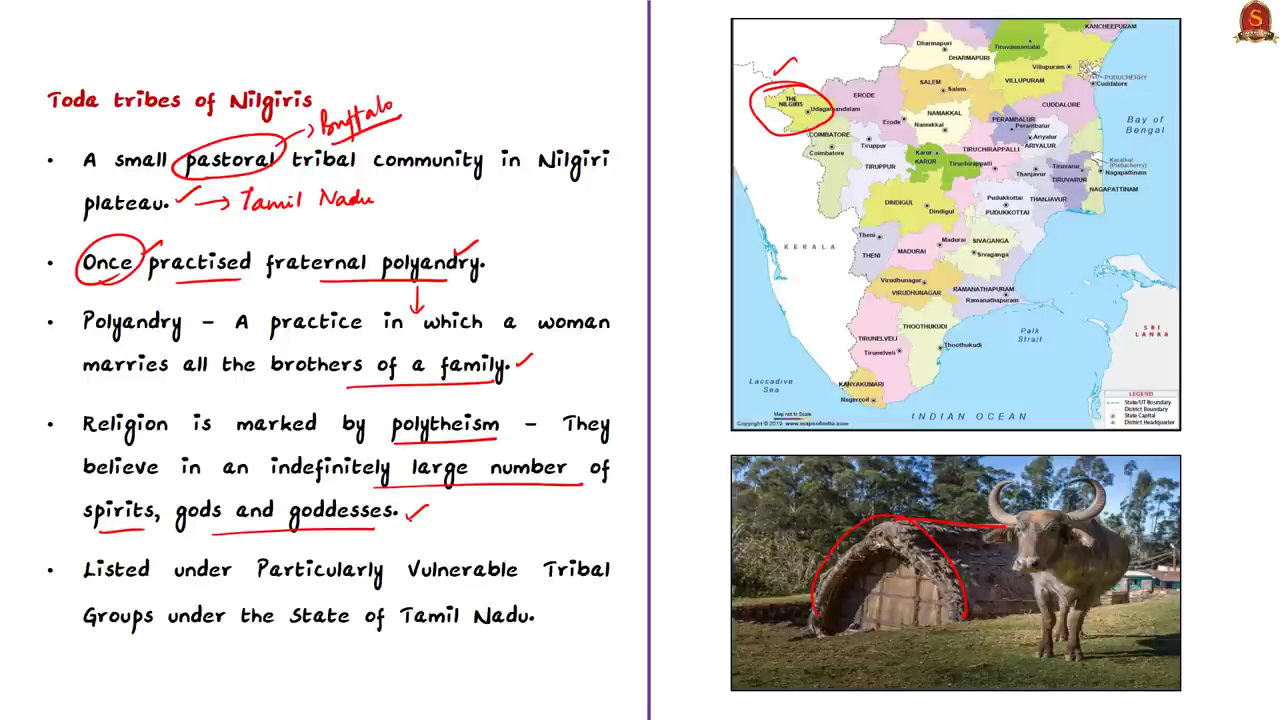 Toda tribes of Nilgiris
Buffalo
• A small pastoral tribal community in Nilgiri
plateau. → Tamil Nadu
• Once practised fraternal polyandry.
• Polyandry – A practice in which a woman
marries all the brothers of a family.
• Religion is marked by polytheism – They
believe in an indefinitely large number of
spirits, gods and goddesses.
• Listed under Particularly Vulnerable Tribal
Groups under the State of Tamil Nadu.
KANCHEEPURAM
Dharmapuri
DHARMAPURI
Tiruvannamalai
Villupuram
VILLUPURAM
PUDUCHERRY
Cuddalore
THE
NILGIRIS
Udagamandalam
ERODE
SALEM
Salem
CUDDALORE
Erode
NAMAKKAL
Namakkal
PERAMBALUR
Perambalur
Ariyalur
ARIYALUR
Bay of
Bengal
COIMBATORE
Coimbatore
Tiruppur
TIRUPPUR
Karur
KARUR
TIRUCHIRAPPALLI
Tiruchirappalli
Thanjavur
THANJAVUR
Tiruvarur
TIRUVARUR
Karaikal
(Puducherry)
Nagapattinam
NAGAPATTINAM
DINDIGUL
Dindigul
Pudukkottai
PUDUKKOTTAI
KERALA
Theni
THENI
Madurai
MADURAI
SIVAGANGA
Sivaganga
Virudhunagar
VIRUDHUNAGAR
RAMANATHAPURAM
Ramanathapuram
TIRUNELVELI
Tirunelveli
THOOTHUKUDI
Thoothukudi
Palk
Strait
SRI
LANKA
Laccadive
Sea
KANYAKUMARI
Nagercoil
INDIAN OCEAN
LEGEND
State/UT Boundary
District Boundary
State Capital
District Headquarter
Map not to Scale
Copyright © 2019 www.mapsofindia.com
S